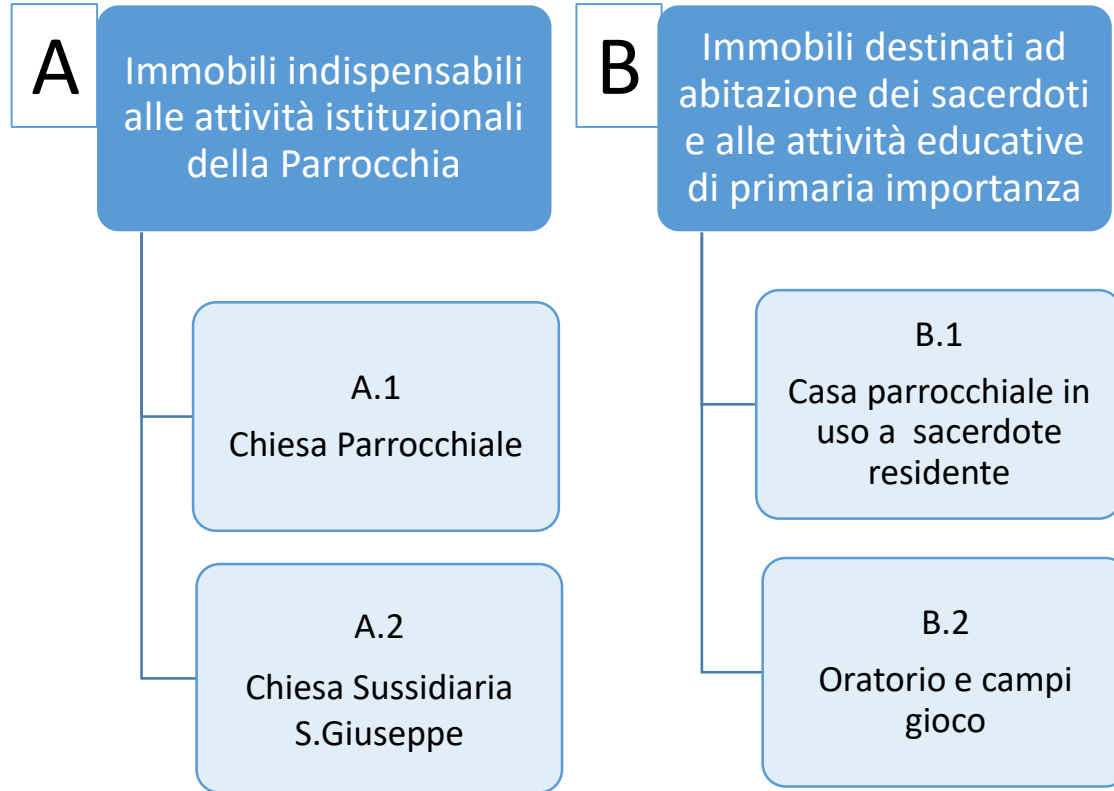 A
Immobili indispensabili
alle attività istituzionali
della Parrocchia
A.1
Chiesa Parrocchiale
A.2
Chiesa Sussidiaria
S.Giuseppe
B
Immobili destinati ad
abitazione dei sacerdoti
e alle attività educative
di primaria importanza
B.1
Casa parrocchiale in
uso a  sacerdote
residente
B.2
Oratorio e campi
gioco